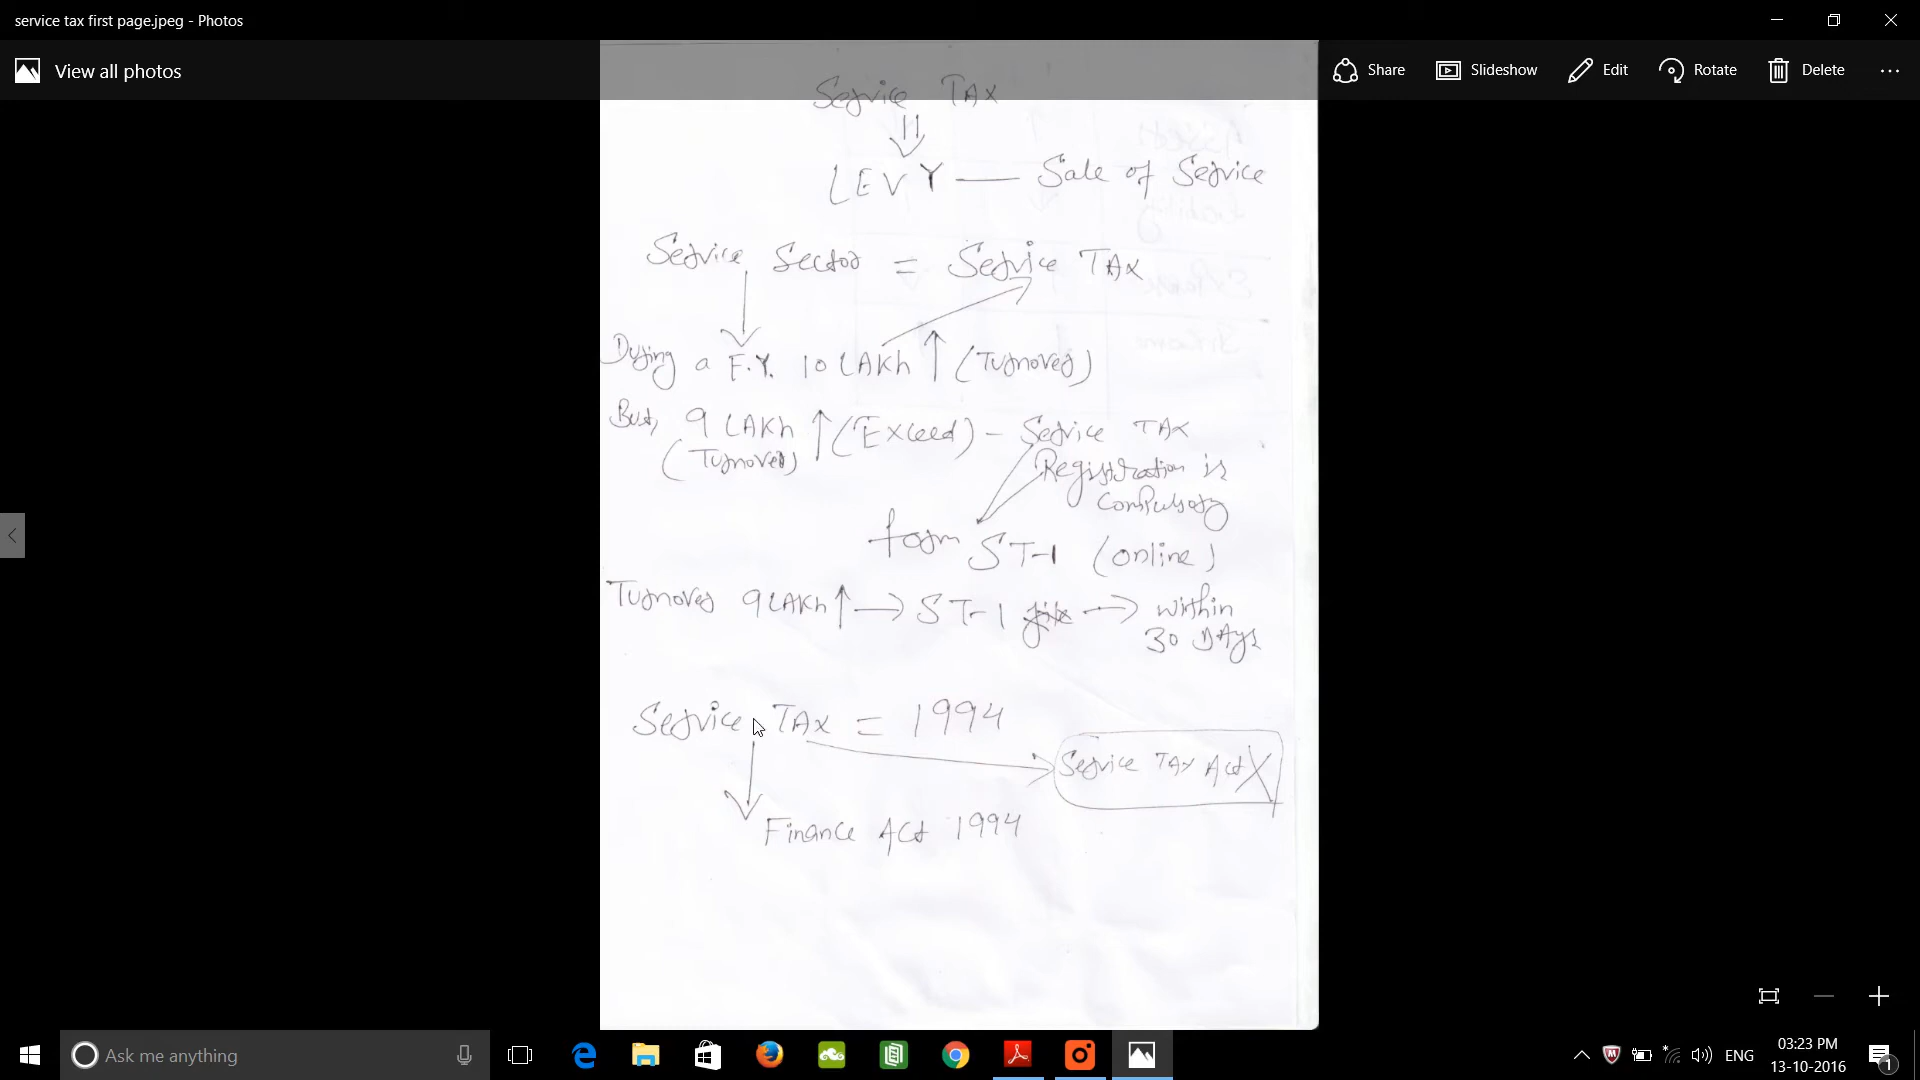 service tax first page.jpeg - Photos
View all photos
Share
Slideshow
Edit
Rotate
Delete
Service TAX
LEVY — Sale of Service
Service Sector = Service TAX
During a F.Y. 10 LAKh ↑ (Turnover)
But, 9 LAKh ↑ (Exceed) - Service TAX
(Turnover)
Registration is
Compulsory
form ST-1 (online)
Turnover 9 LAKh ↑ → ST-1 → within
30 DAys
Service TAx = 1994
Service TAx Act X
Finance Act 1994
Ask me anything
ENG
03:23 PM
13-10-2016
1